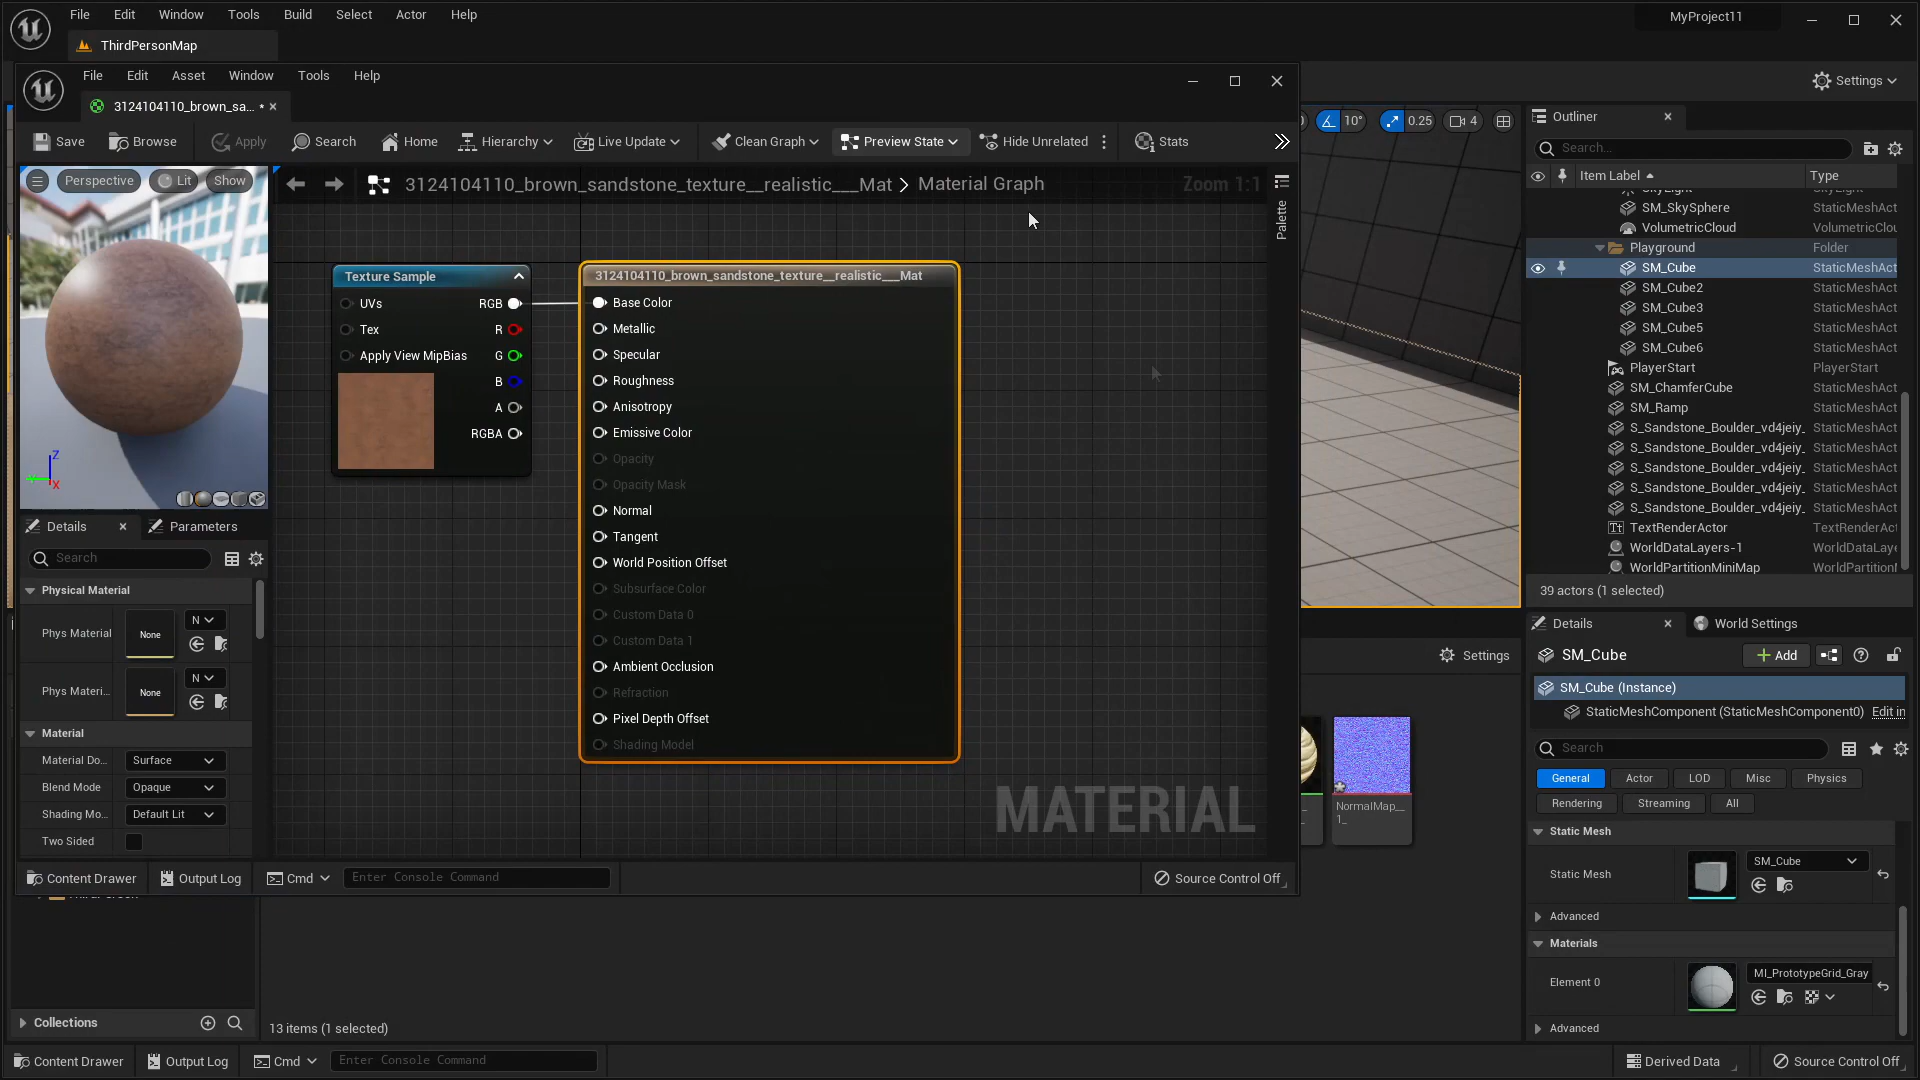 File Edit Window Tools Build Select Actor Help
MyProject11
ThirdPersonMap
File Edit Asset Window Tools Help
3124104110_brown_sa... •
Settings
Save Browse Apply Search Home Hierarchy Live Update Clean Graph Preview State Hide Unrelated Stats
10° 0.25 4
Outliner
Search...
Item Label Type
Perspective Lit Show
3124104110_brown_sandstone_texture__realistic___Mat > Material Graph
Zoom 1:1
Palette
SM_SkySphere StaticMeshAct
VolumetricCloud VolumetricClou
Playground Folder
SM_Cube StaticMeshAct
SM_Cube2 StaticMeshAct
SM_Cube3 StaticMeshAct
SM_Cube5 StaticMeshAct
SM_Cube6 StaticMeshAct
PlayerStart PlayerStart
SM_ChamferCube StaticMeshAct
SM_Ramp StaticMeshAct
S_Sandstone_Boulder_vd4jeiy_ StaticMeshAct
S_Sandstone_Boulder_vd4jeiy_ StaticMeshAct
S_Sandstone_Boulder_vd4jeiy_ StaticMeshAct
S_Sandstone_Boulder_vd4jeiy_ StaticMeshAct
S_Sandstone_Boulder_vd4jeiy_ StaticMeshAct
TextRenderActor TextRenderAct
WorldDataLayers-1 WorldDataLaye
WorldPartitionMiniMap WorldPartition
39 actors (1 selected)
Texture Sample
UVs RGB
Tex R
Apply View MipBias G
B
A
RGBA
3124104110_brown_sandstone_texture__realistic___Mat
Base Color
Metallic
Specular
Roughness
Anisotropy
Emissive Color
Opacity
Opacity Mask
Normal
Tangent
World Position Offset
Subsurface Color
Custom Data 0
Custom Data 1
Ambient Occlusion
Refraction
Pixel Depth Offset
Shading Model
MATERIAL
Z
X
Details Parameters
Search
Physical Material
Phys Material None N
Phys Materi... None N
Material
Material Do... Surface
Blend Mode Opaque
Shading Mo... Default Lit
Two Sided
Content Drawer Output Log Cmd Enter Console Command Source Control Off
Settings
NormalMap__
1_
Details World Settings
SM_Cube Add
SM_Cube (Instance)
StaticMeshComponent (StaticMeshComponent0) Edit in
Search
General Actor LOD Misc Physics
Rendering Streaming All
Static Mesh
Static Mesh SM_Cube
Advanced
Materials
Element 0 MI_PrototypeGrid_Gray
Advanced
Collections
13 items (1 selected)
Content Drawer Output Log Cmd Enter Console Command Derived Data Source Control Off